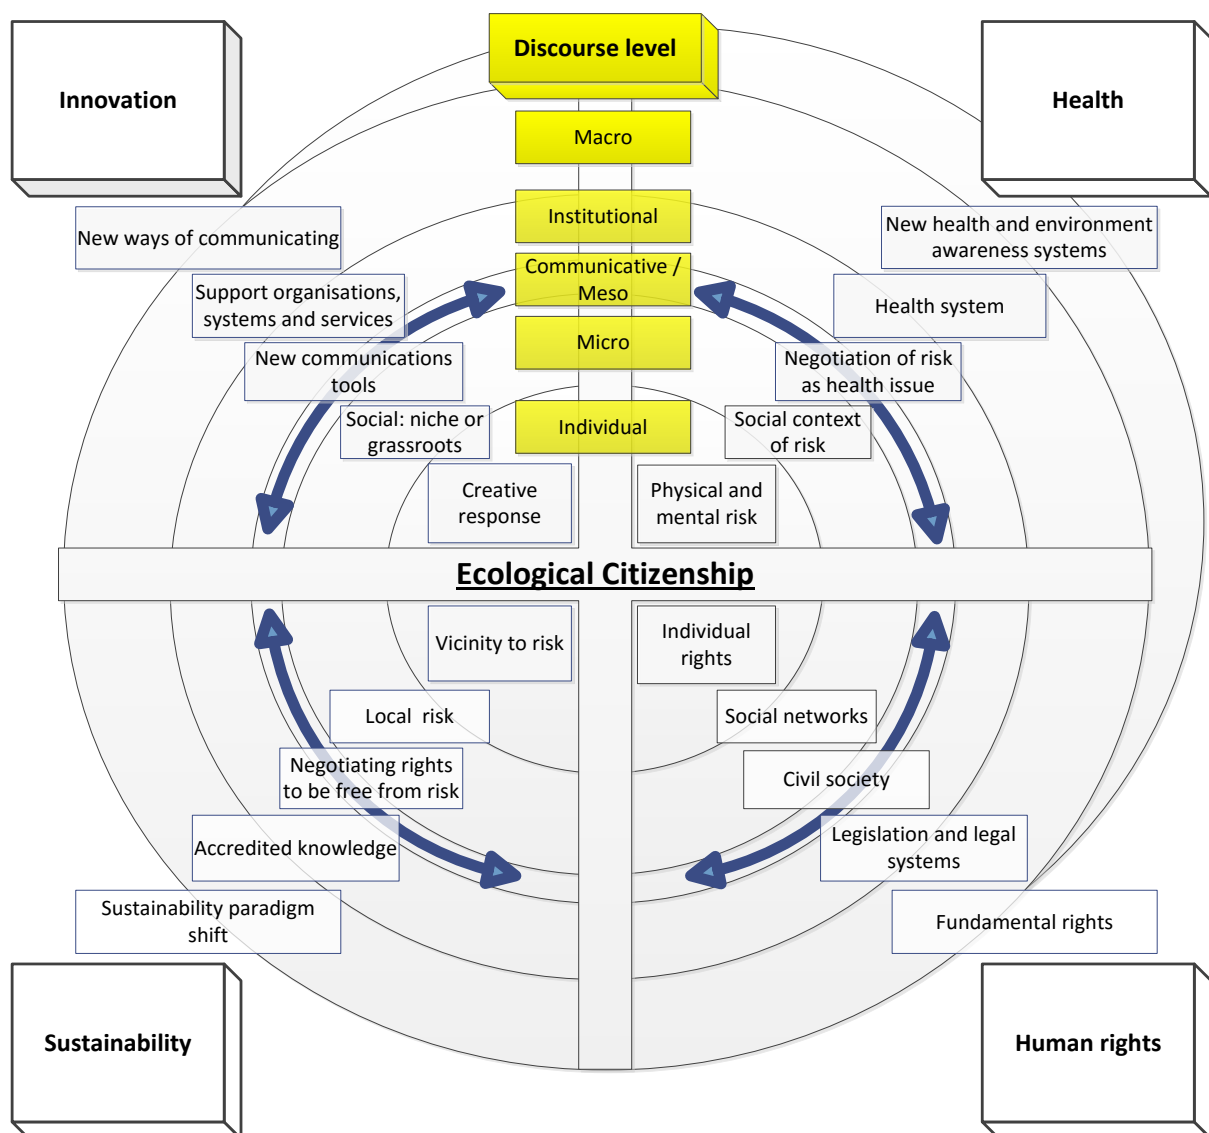 Discourse level
Innovation
Health
Macro
Institutional
Communicative /
Meso
Micro
Individual
New ways of communicating
Support organisations,
systems and services
New communications
tools
Social: niche or
grassroots
Creative
response
New health and environment
awareness systems
Health system
Negotiation of risk
as health issue
Social context
of risk
Physical and
mental risk
Ecological Citizenship
Vicinity to risk
Local  risk
Negotiating rights
to be free from risk
Accredited knowledge
Sustainability paradigm
shift
Individual
rights
Social networks
Civil society
Legislation and legal
systems
Fundamental rights
Sustainability
Human rights